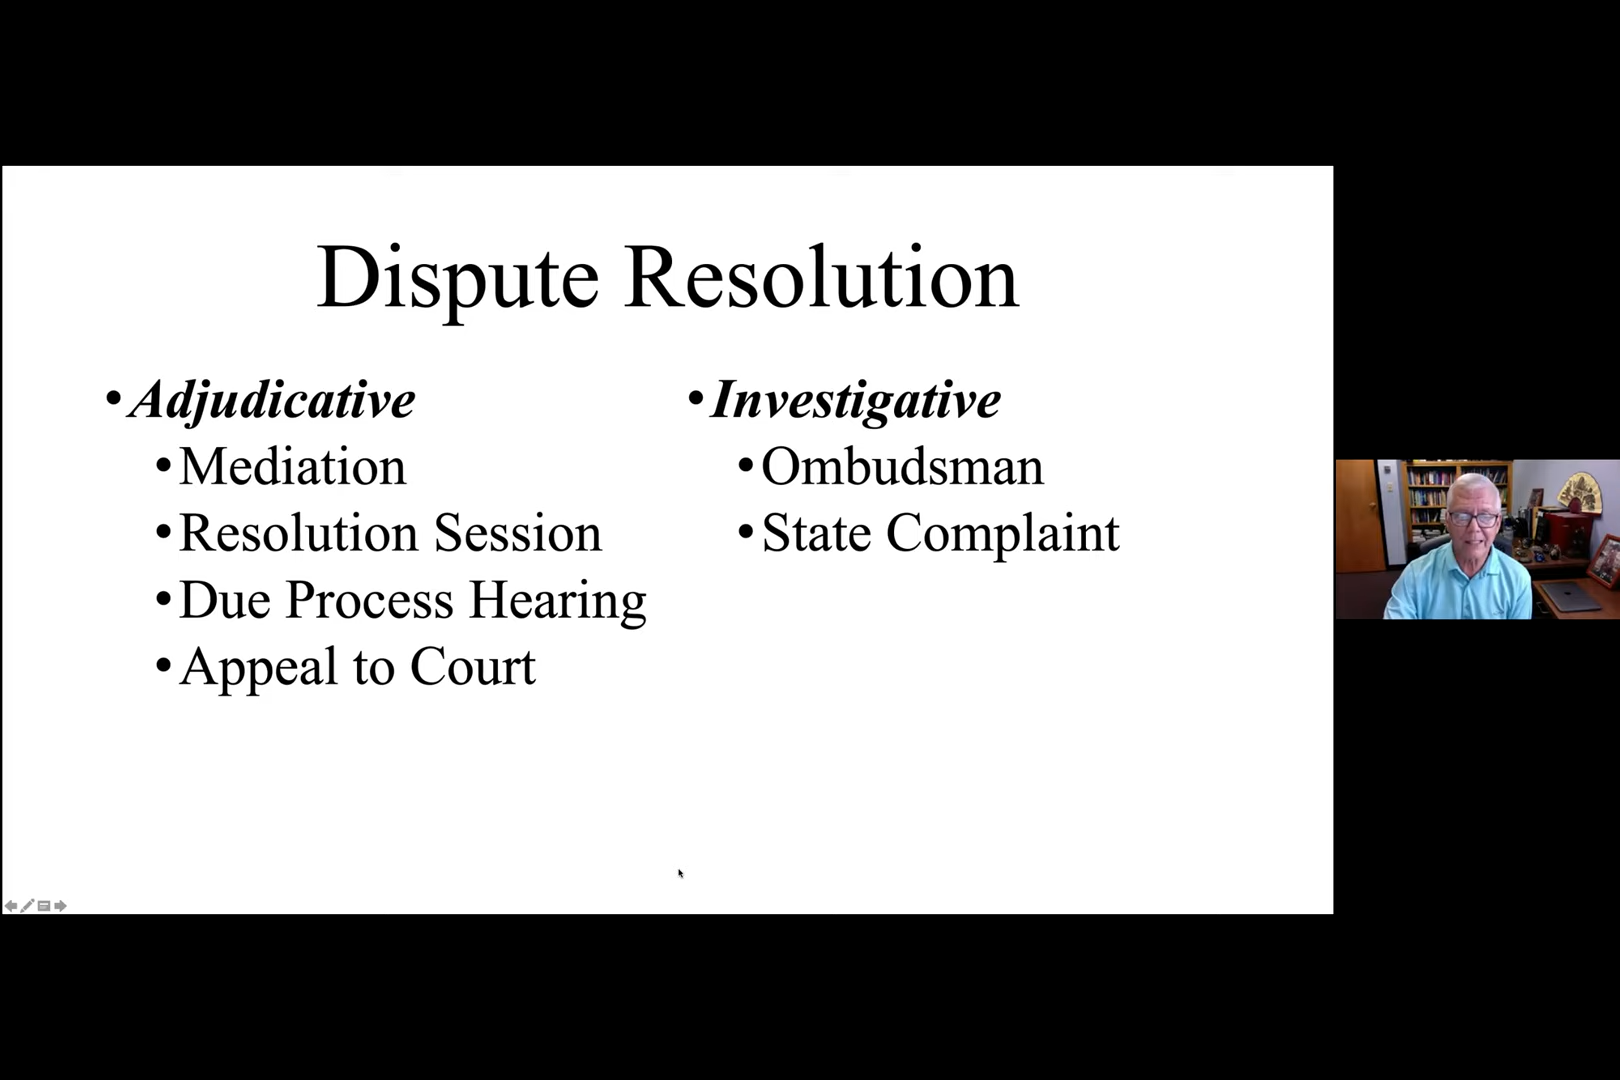 Dispute Resolution
• Adjudicative
• Mediation
• Resolution Session
• Due Process Hearing
• Appeal to Court
• Investigative
• Ombudsman
• State Complaint